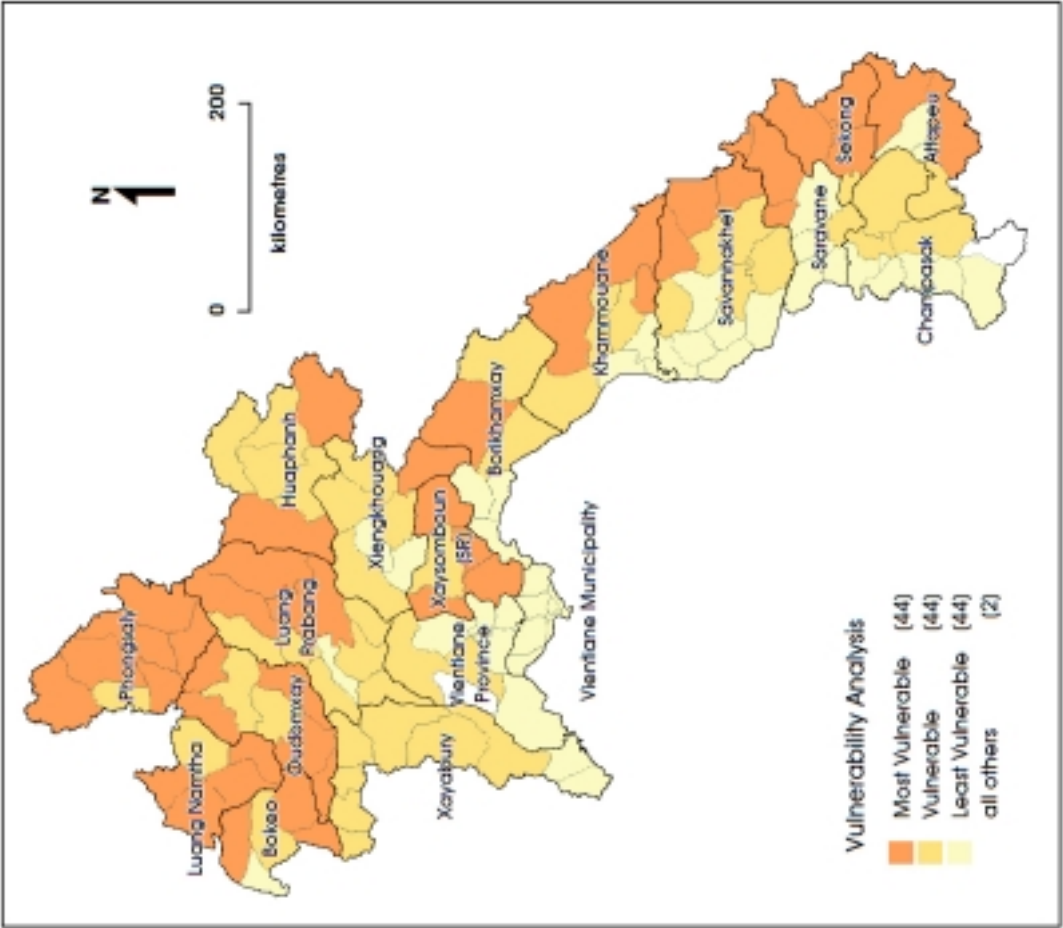 N
0 200
kilometres
Phongsaly
Luang Namtha
Bokeo
Oudomxay
Luang
Prabang
Huaphanh
Xiengkhouang
Xayabury
Vientiane
Province
Xaysomboun
(SR)
Borikhamxay
Vientiane Municipality
Khammouane
Savannakhet
Saravane
Sekong
Champasak
Attapeu
Vulnerability Analysis
Most Vulnerable (44)
Vulnerable (44)
Least Vulnerable (44)
all others (2)